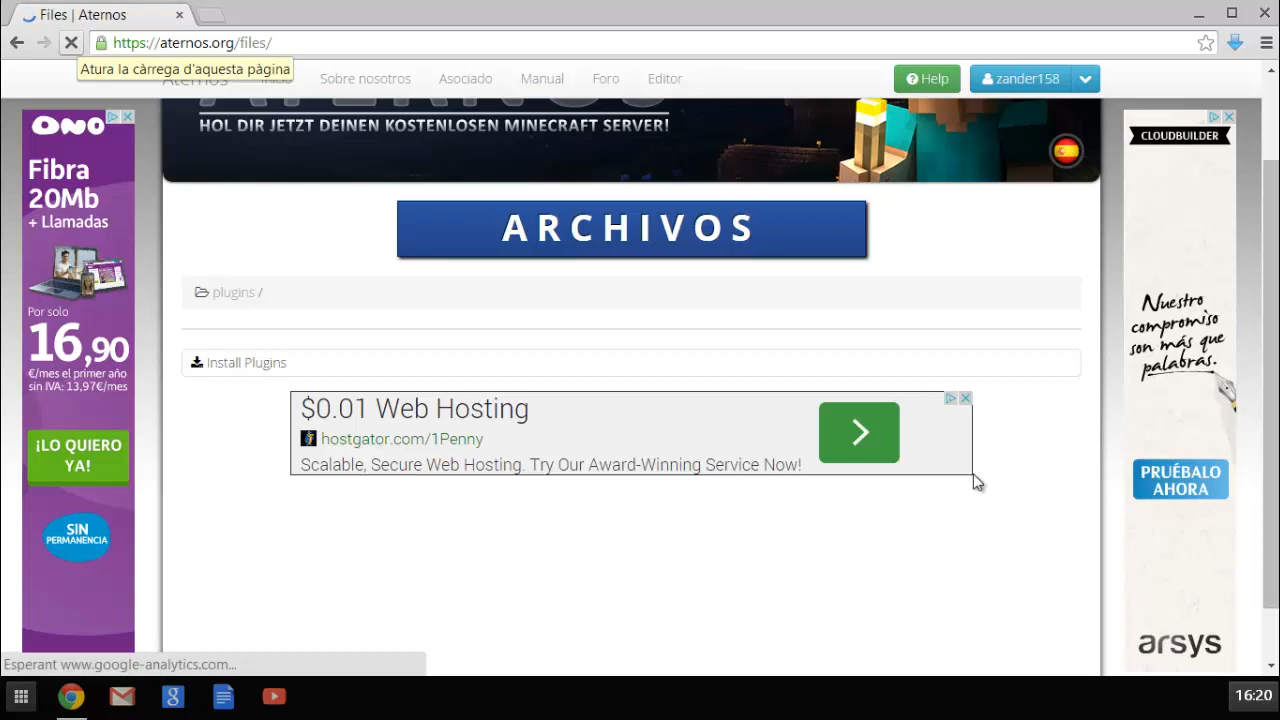 Files | Aternos
https://aternos.org/files/
Atura la càrrega d'aquesta pàgina
Sobre nosotros
Asociado
Manual
Foro
Editor
Help
zander158
HOL DIR JETZT DEINEN KOSTENLOSEN MINECRAFT SERVER!
ARCHIVOS
plugins /
Install Plugins
$0.01 Web Hosting
hostgator.com/1Penny
Scalable, Secure Web Hosting. Try Our Award-Winning Service Now!
ONO
Fibra
20Mb
+ Llamadas
Por solo
16,90
€/mes el primer año
sin IVA: 13,97€/mes
¡LO QUIERO
YA!
SIN
PERMANENCIA
CLOUDBUILDER
Nuestro
compromiso
son más que
palabras.
PRUÉBALO
AHORA
arsys
Esperant www.google-analytics.com...
16:20